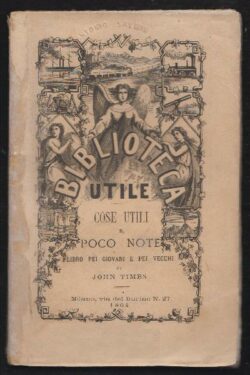 BIBLIOTECA
UTILE
COSE UTILI
E
POCO NOTE
LIBRO PEI GIOVANI E PEI VECCHI
DI
JOHN TIMBS
Milano, via del Durino N. 27
1864